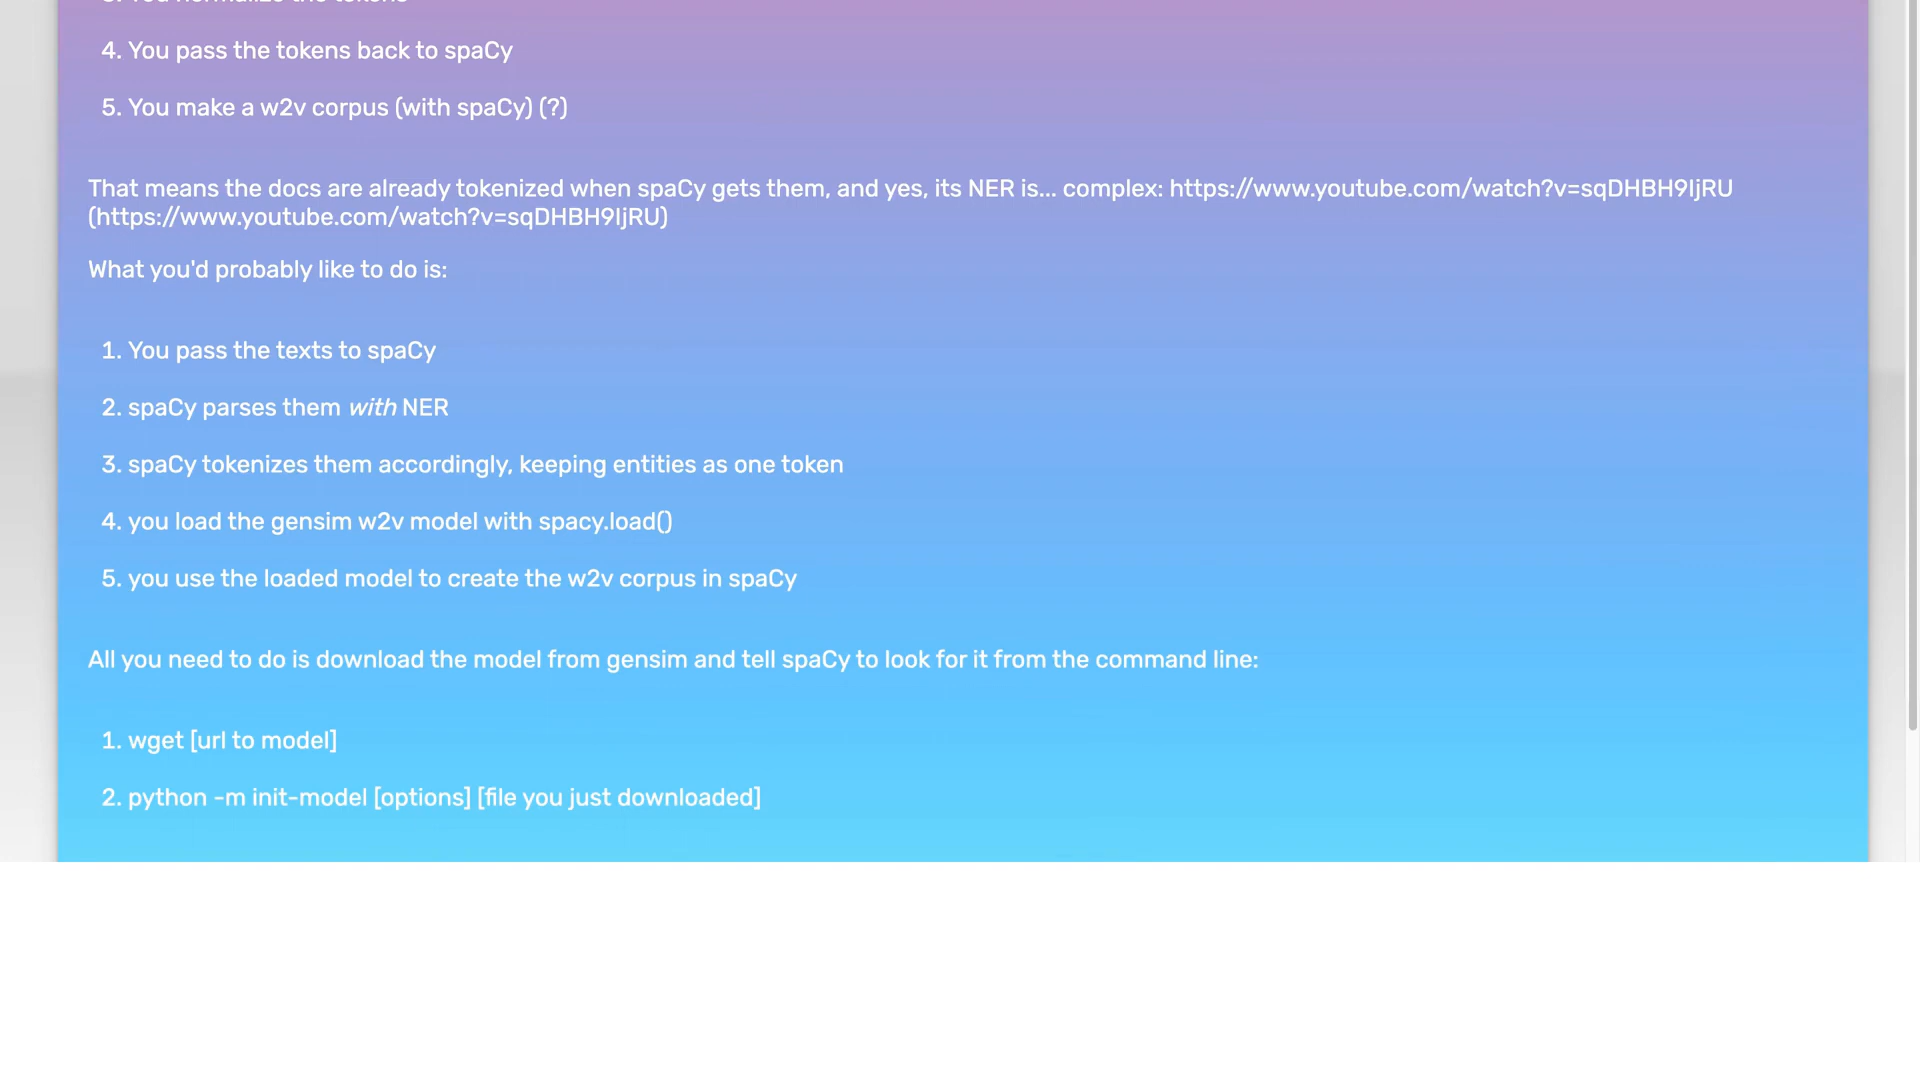 3. You normalize the tokens
4. You pass the tokens back to spaCy
5. You make a w2v corpus (with spaCy) (?)
That means the docs are already tokenized when spaCy gets them, and yes, its NER is... complex: https://www.youtube.com/watch?v=sqDHBH9IjRU
(https://www.youtube.com/watch?v=sqDHBH9IjRU)
What you'd probably like to do is:
1. You pass the texts to spaCy
2. spaCy parses them with NER
3. spaCy tokenizes them accordingly, keeping entities as one token
4. you load the gensim w2v model with spacy.load()
5. you use the loaded model to create the w2v corpus in spaCy
All you need to do is download the model from gensim and tell spaCy to look for it from the command line:
1. wget [url to model]
2. python -m init-model [options] [file you just downloaded]